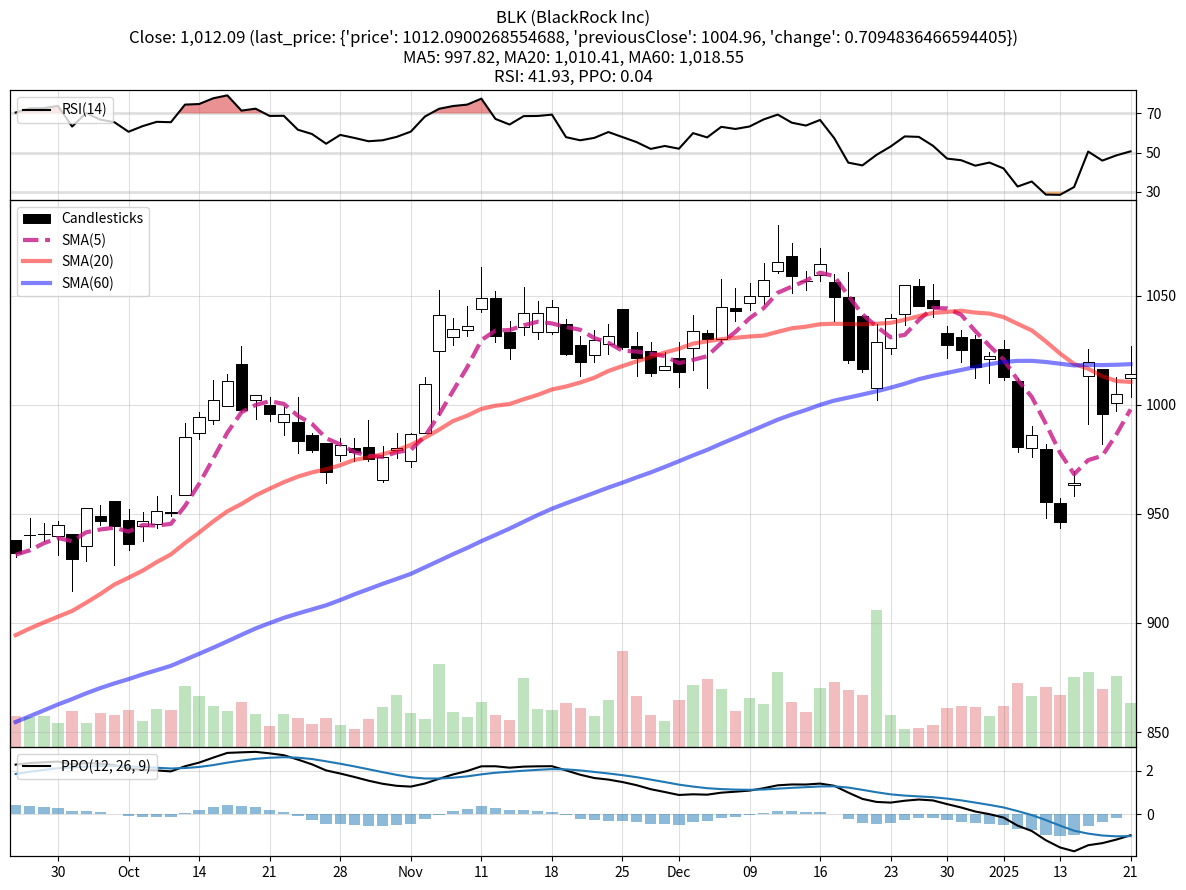 BLK (BlackRock Inc)
Close: 1,012.09 (last_price: {'price': 1012.0900268554688, 'previousClose': 1004.96, 'change': 0.7094836466594405})
MA5: 997.82, MA20: 1,010.41, MA60: 1,018.55
RSI: 41.93, PPO: 0.04
RSI(14)
70
50
30
Candlesticks
SMA(5)
SMA(20)
SMA(60)
1050
1000
950
900
850
PPO(12, 26, 9)
2
0
30 Oct 14 21 28 Nov 11 18 25 Dec 09 16 23 30 2025 13 21